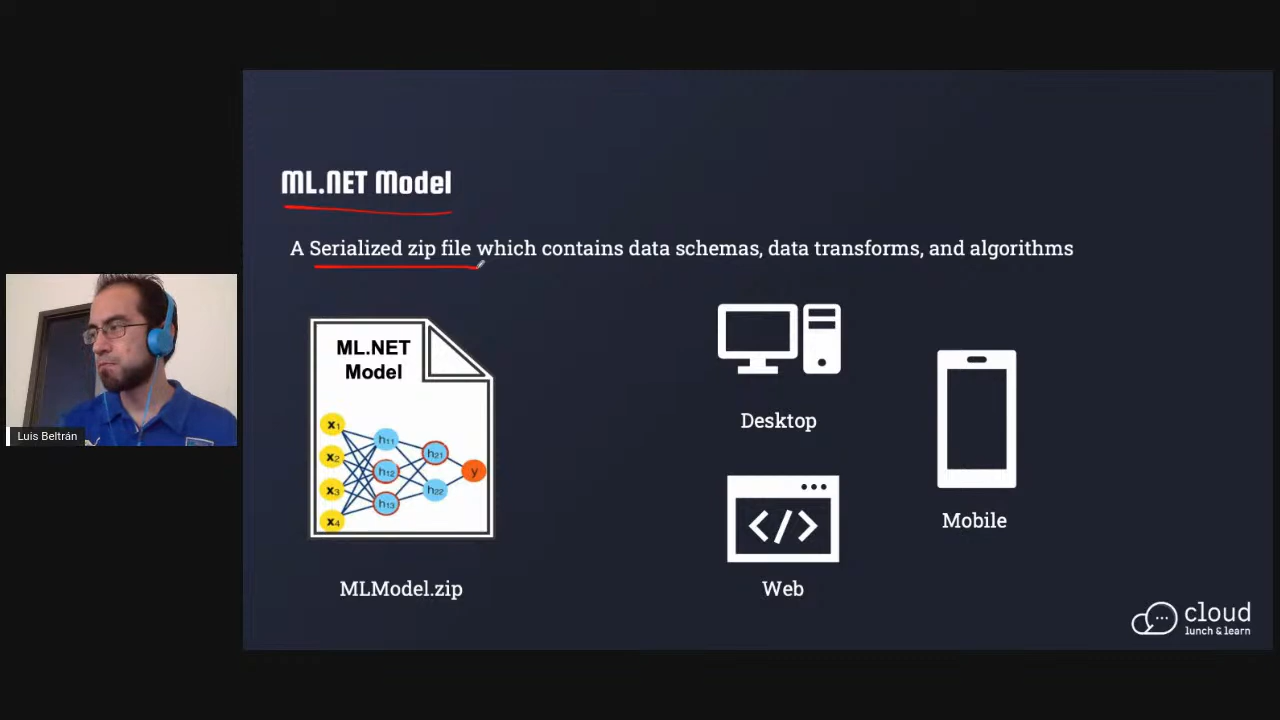 ML.NET Model
A Serialized zip file which contains data schemas, data transforms, and algorithms
ML.NET
Model
x1
x2
x3
x4
h11
h12
h13
h21
h22
y
MLModel.zip
Desktop
Web
Mobile
Luis Beltrán
cloud
lunch & learn